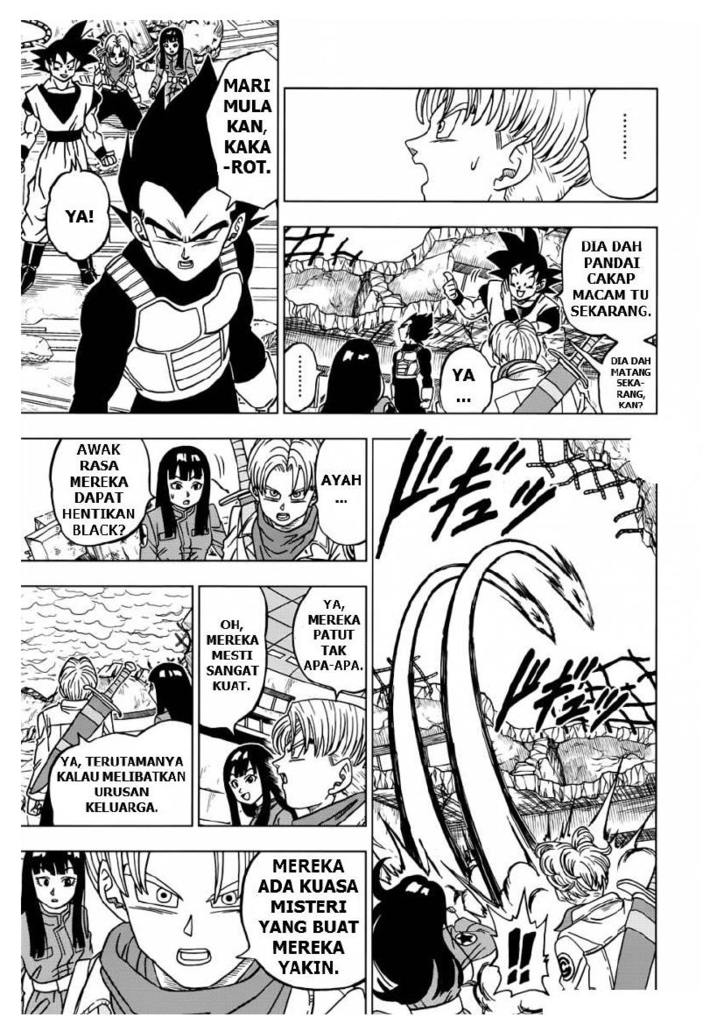 MARI
MULA
KAN,
KAKA
-ROT.
YA!
.........
DIA DAH
PANDAI
CAKAP
MACAM TU
SEKARANG.
DIA DAH
MATANG
SEKA-
RANG,
KAN?
YA
...
.......
AWAK
RASA
MEREKA
DAPAT
HENTIKAN
BLACK?
AYAH
...
ドギュッ
ドギュッ
YA,
MEREKA
PATUT
TAK
APA-APA.
OH,
MEREKA
MESTI
SANGAT
KUAT.
YA, TERUTAMANYA
KALAU MELIBATKAN
URUSAN
KELUARGA.
MEREKA
ADA KUASA
MISTERI
YANG BUAT
MEREKA
YAKIN.
!!